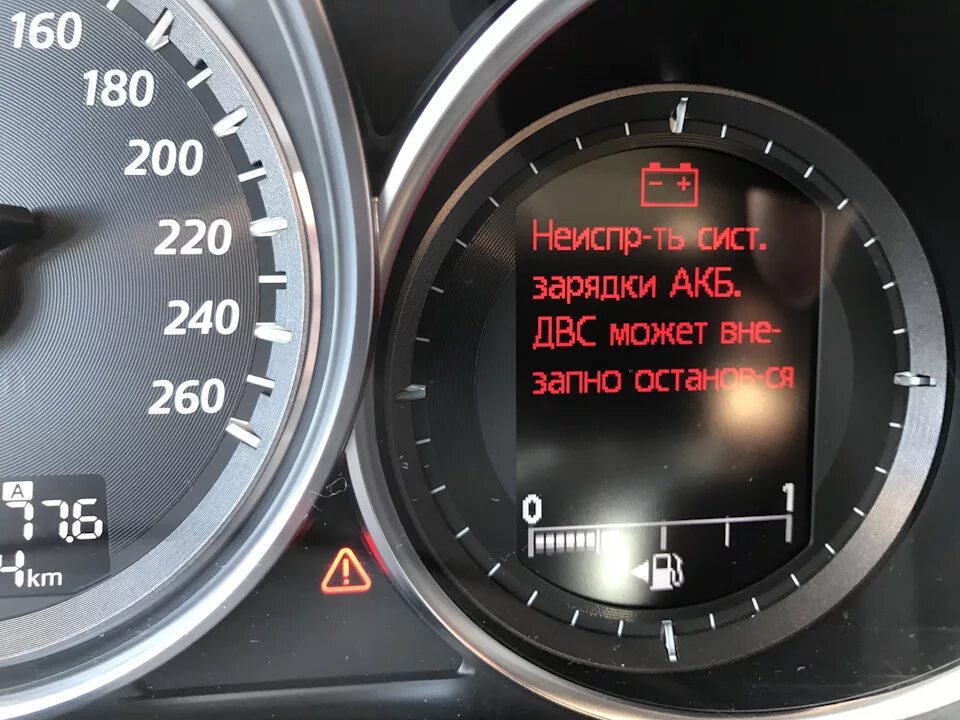 160
180
200
220
240
260
A
77.6
4 km
- +
Неиспр-ть сист.
зарядки АКБ.
ДВС может вне-
запно останов-ся
0 1